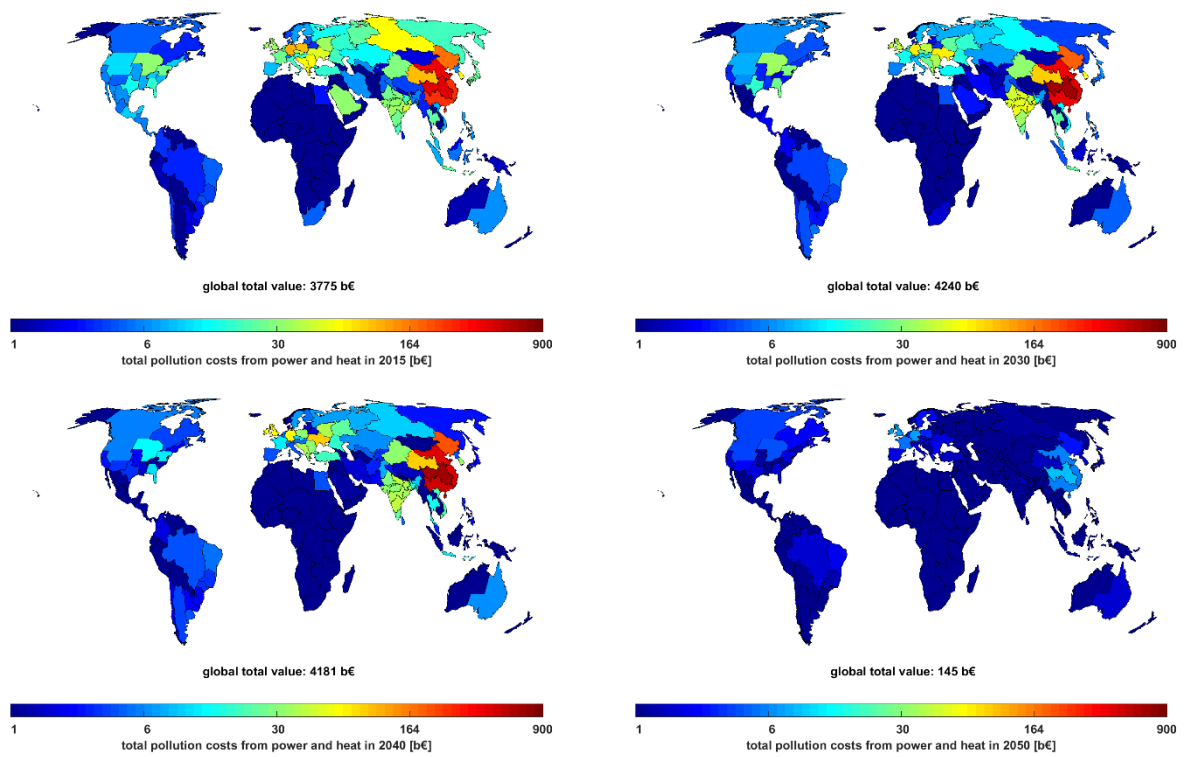 global total value: 3775 b€
1 6 30 164 900
total pollution costs from power and heat in 2015 [b€]
global total value: 4240 b€
1 6 30 164 900
total pollution costs from power and heat in 2030 [b€]
global total value: 4181 b€
1 6 30 164 900
total pollution costs from power and heat in 2040 [b€]
global total value: 145 b€
1 6 30 164 900
total pollution costs from power and heat in 2050 [b€]